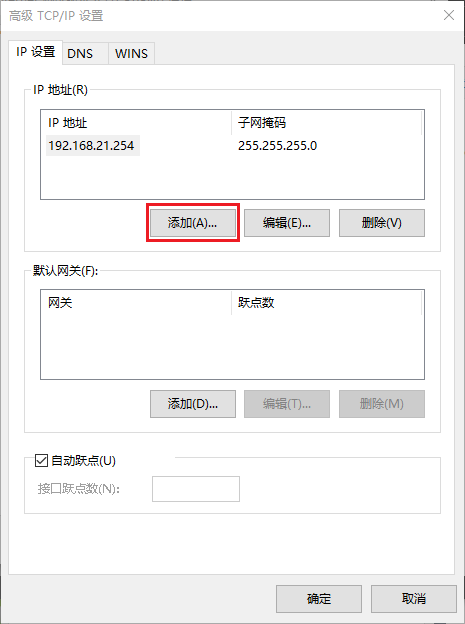 高级 TCP/IP 设置
IP 设置 DNS WINS
IP 地址(R)
IP 地址 子网掩码
192.168.21.254 255.255.255.0
添加(A)... 编辑(E)... 删除(V)
默认网关(F):
网关 跃点数
添加(D)... 编辑(T)... 删除(M)
自动跃点(U)
接口跃点数(N):
确定 取消